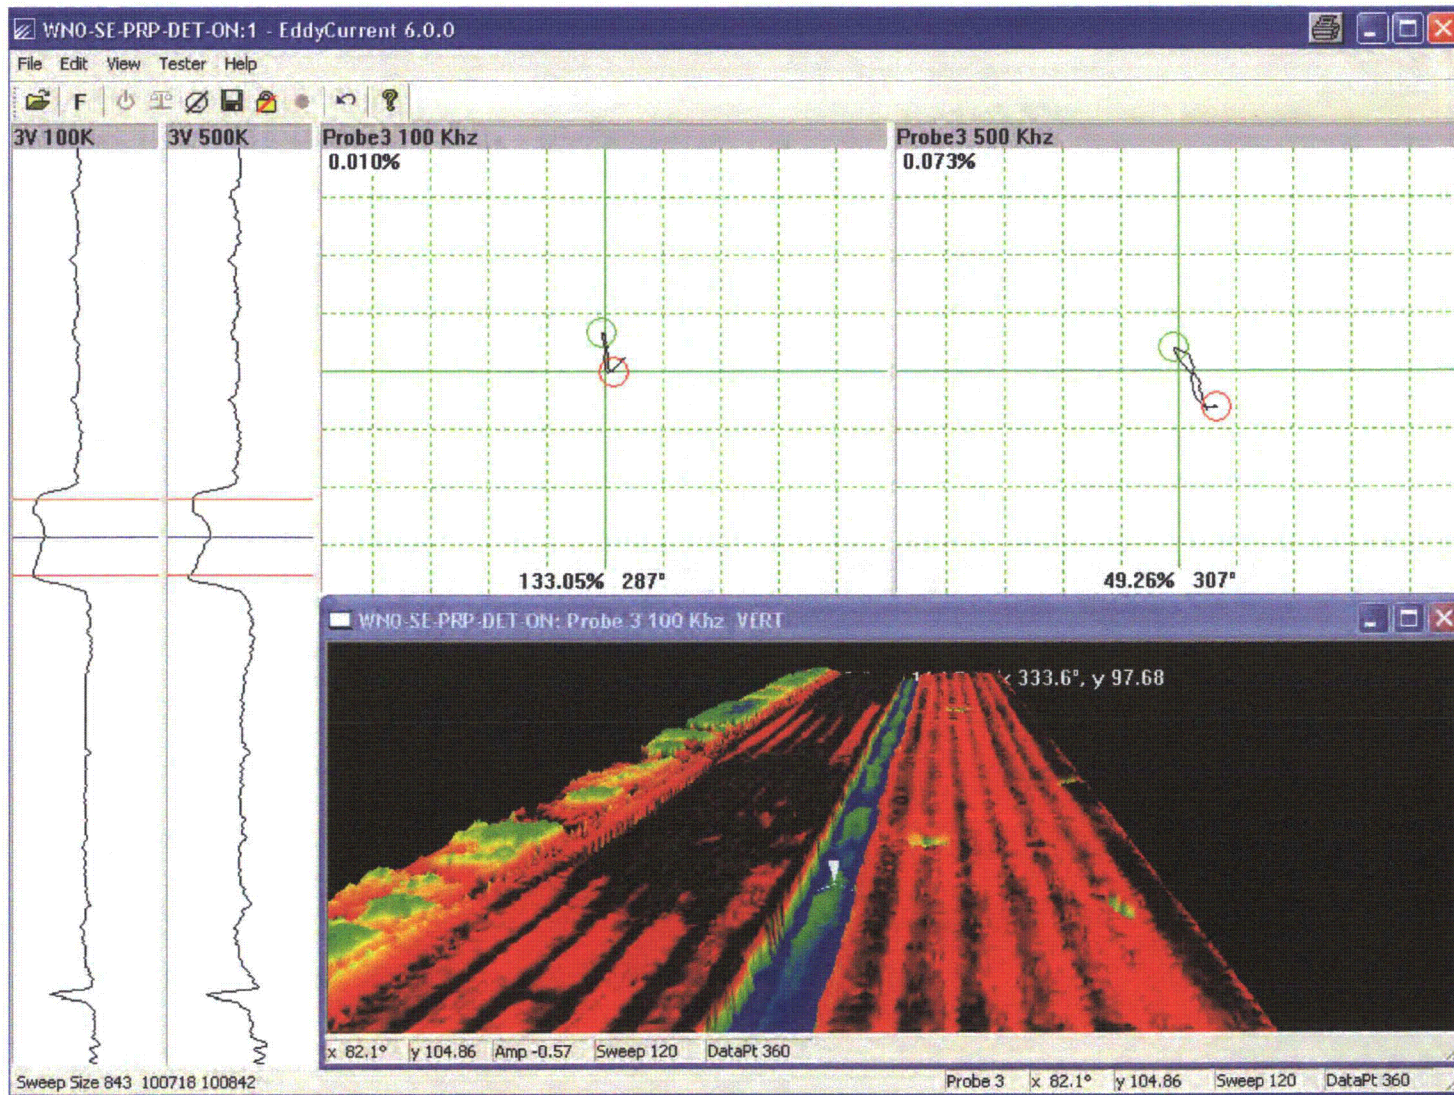 WN0-SE-PRP-DET-ON:1 - EddyCurrent 6.0.0
File Edit View Tester Help
F ?
3V 100K 3V 500K Probe3 100 Khz Probe3 500 Khz
0.010% 0.073%
133.05% 287° 49.26% 307°
WN0-SE-PRP-DET-ON: Probe 3 100 Khz VERT
333.6°, y 97.68
x 82.1° y 104.86 Amp -0.57 Sweep 120 DataPt 360
Sweep Size 843 100718 100842 Probe 3 x 82.1° y 104.86 Sweep 120 DataPt 360